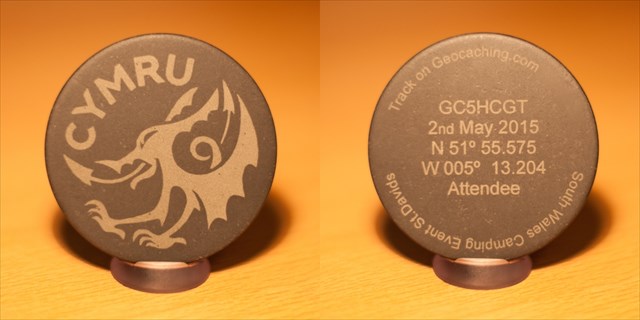 CYMRU
Track on Geocaching.com
GC5HCGT
2nd May 2015
N 51º 55.575
W 005º 13.204
Attendee
South Wales Camping Event St.Davids